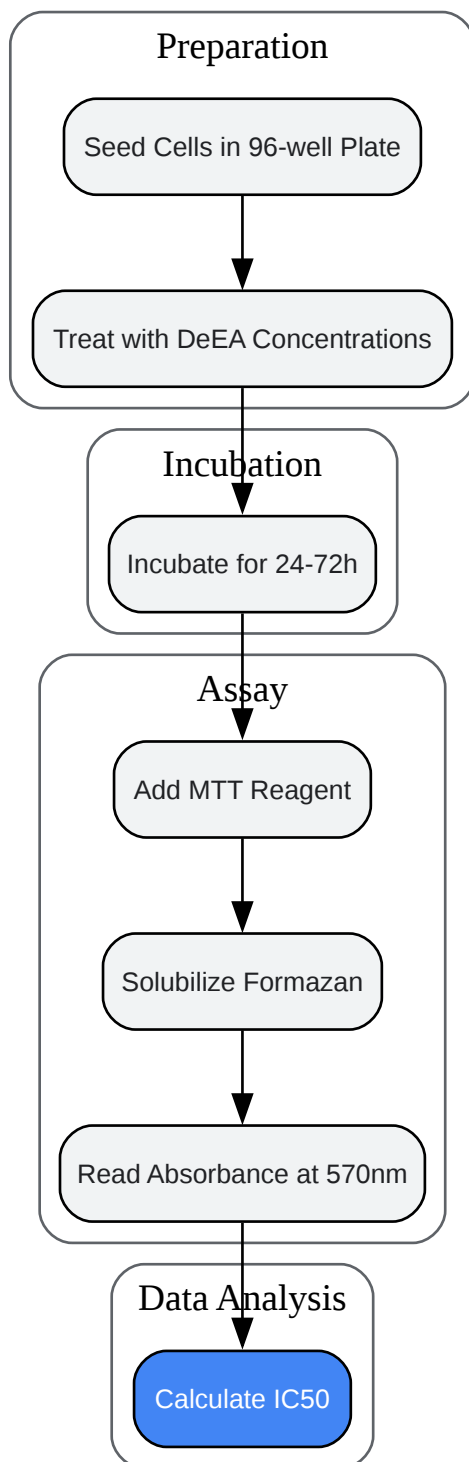 Preparation
Seed Cells in 96-well Plate
Treat with DeEA Concentrations
Incubation
Incubate for 24-72h
Assay
Add MTT Reagent
Solubilize Formazan
Read Absorbance at 570nm
Data Analysis
Calculate IC50